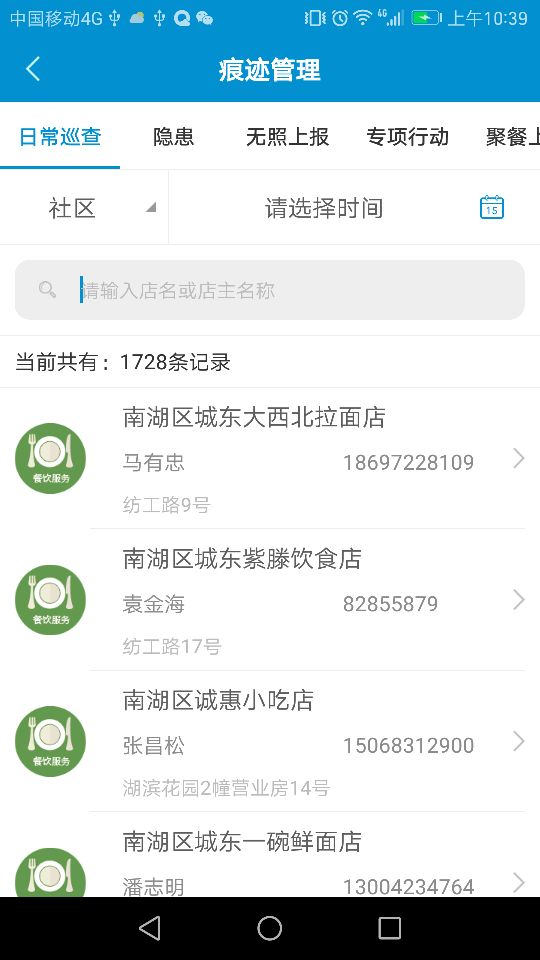 中国移动4G 4G 上午10:39
痕迹管理
日常巡查 隐患 无照上报 专项行动 聚餐上
社区 请选择时间 15
请输入店名或店主名称
当前共有：1728条记录
南湖区城东大西北拉面店
餐饮服务
马有忠 18697228109
纺工路9号
南湖区城东紫滕饮食店
餐饮服务
袁金海 82855879
纺工路17号
南湖区诚惠小吃店
餐饮服务
张昌松 15068312900
湖滨花园2幢营业房14号
南湖区城东一碗鲜面店
潘志明 13004234764